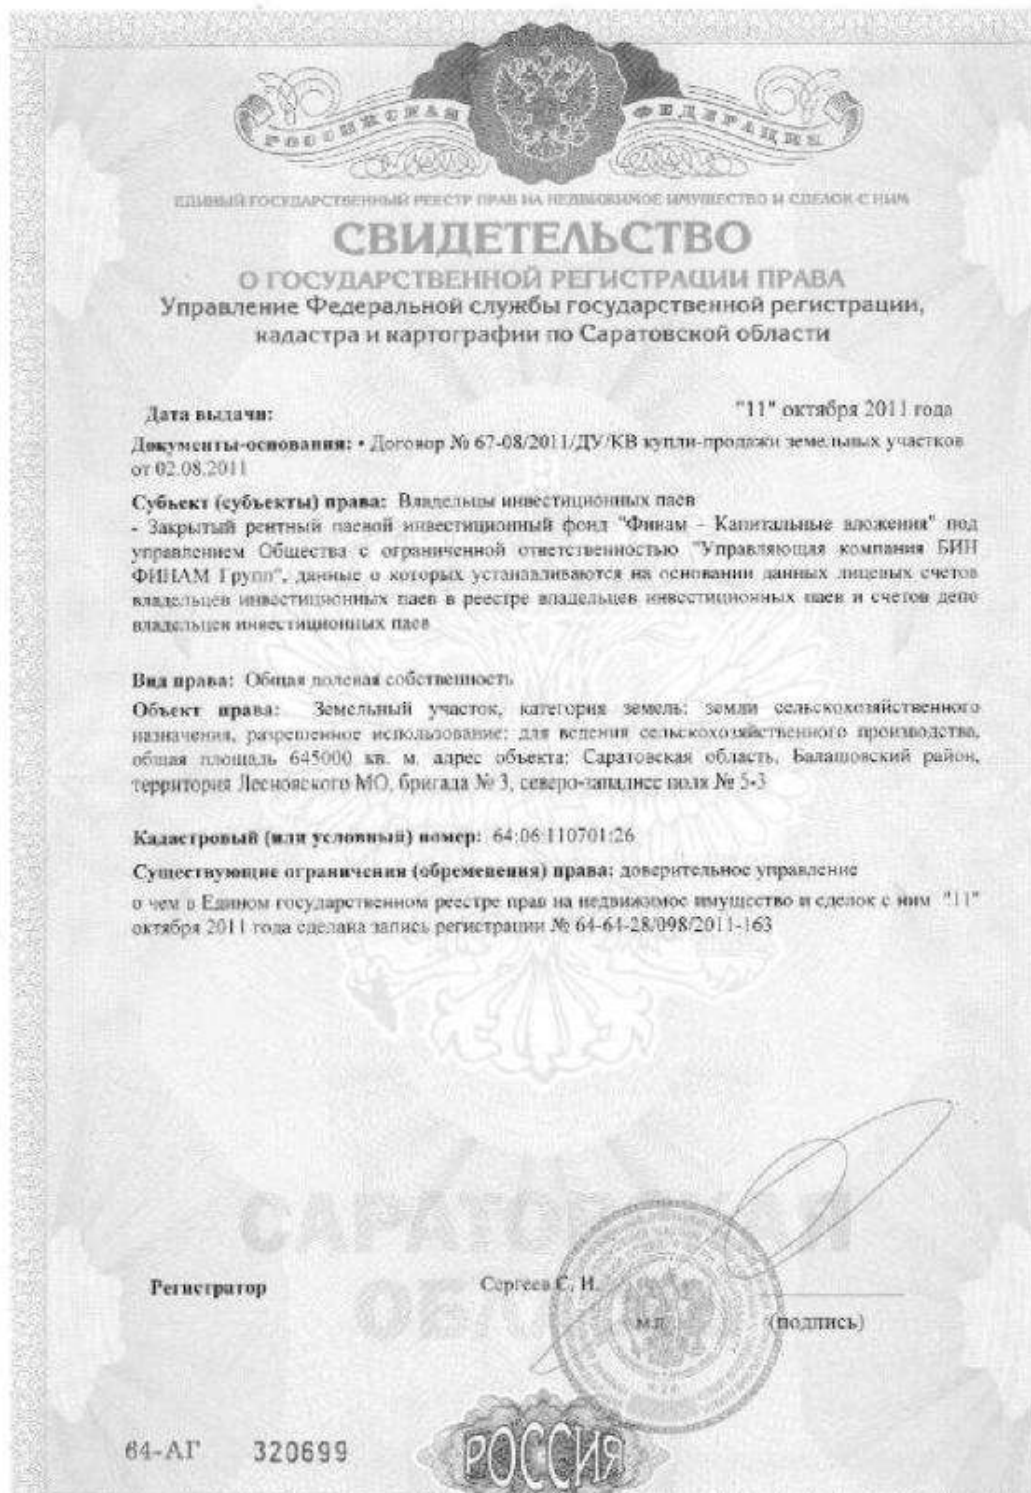 РОССИЙСКАЯ ФЕДЕРАЦИЯ
ЕДИНЫЙ ГОСУДАРСТВЕННЫЙ РЕЕСТР ПРАВ НА НЕДВИЖИМОЕ ИМУЩЕСТВО И СДЕЛОК С НИМ
СВИДЕТЕЛЬСТВО
О ГОСУДАРСТВЕННОЙ РЕГИСТРАЦИИ ПРАВА
Управление Федеральной службы государственной регистрации,
кадастра и картографии по Саратовской области
Дата выдачи: "11" октября 2011 года
Документы-основания: • Договор № 67-08/2011/ДУ/КВ купли-продажи земельных участков
от 02.08.2011
Субъект (субъекты) права: Владельцы инвестиционных паев
- Закрытый рентный паевой инвестиционный фонд "Финам - Капитальные вложения" под
управлением Общества с ограниченной ответственностью "Управляющая компания БИН
ФИНАМ Групп", данные о которых устанавливаются на основании данных лицевых счетов
владельцев инвестиционных паев в реестре владельцев инвестиционных паев и счетов депо
владельцев инвестиционных паев
Вид права: Общая долевая собственность
Объект права: Земельный участок, категория земель: земли сельскохозяйственного
назначения, разрешенное использование: для ведения сельскохозяйственного производства,
общая площадь 645000 кв. м, адрес объекта: Саратовская область, Балашовский район,
территория Лесновского МО, бригада № 3, северо-западнее поля № 5-3
Кадастровый (или условный) номер: 64:06:110701:26
Существующие ограничения (обременения) права: доверительное управление
о чем в Едином государственном реестре прав на недвижимое имущество и сделок с ним "11"
октября 2011 года сделана запись регистрации № 64-64-28/098/2011-163
САРАТОВСКАЯ
ОБЛАСТЬ
Регистратор Сергеев С. И.
м.п. (подпись)
64-АГ 320699
РОССИЯ